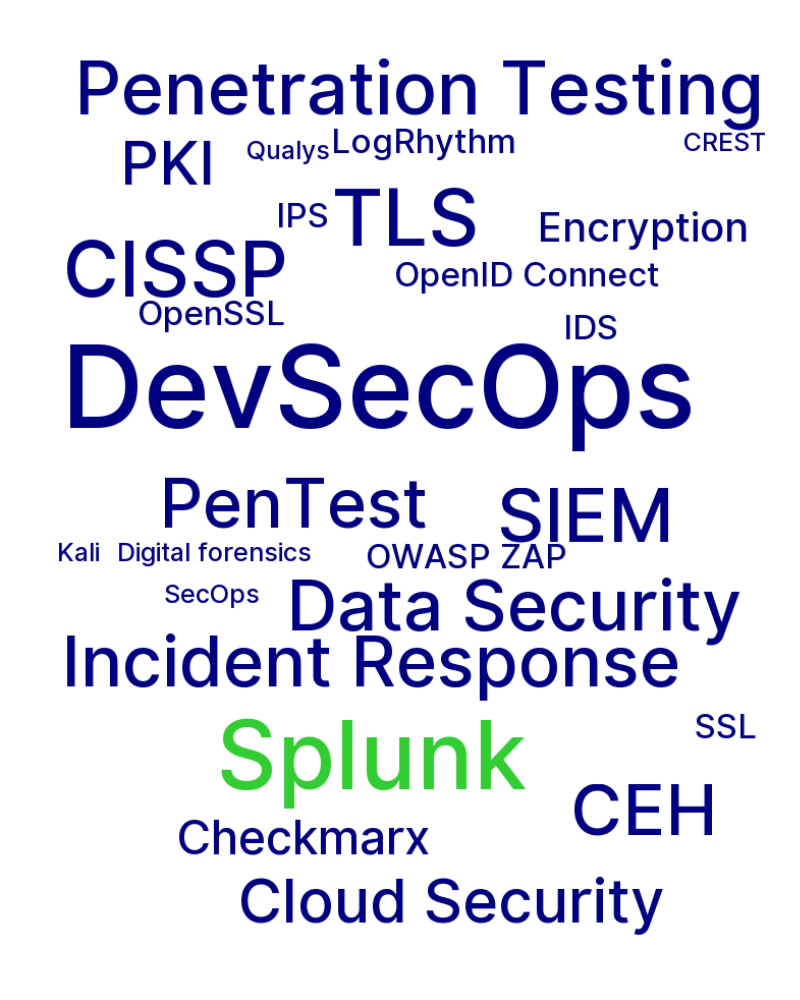 Penetration Testing
PKI
Qualys
LogRhythm
CREST
IPS
TLS
Encryption
CISSP
OpenID Connect
OpenSSL
IDS
DevSecOps
PenTest
SIEM
Kali
Digital forensics
OWASP ZAP
SecOps
Data Security
Incident Response
Splunk
SSL
CEH
Checkmarx
Cloud Security